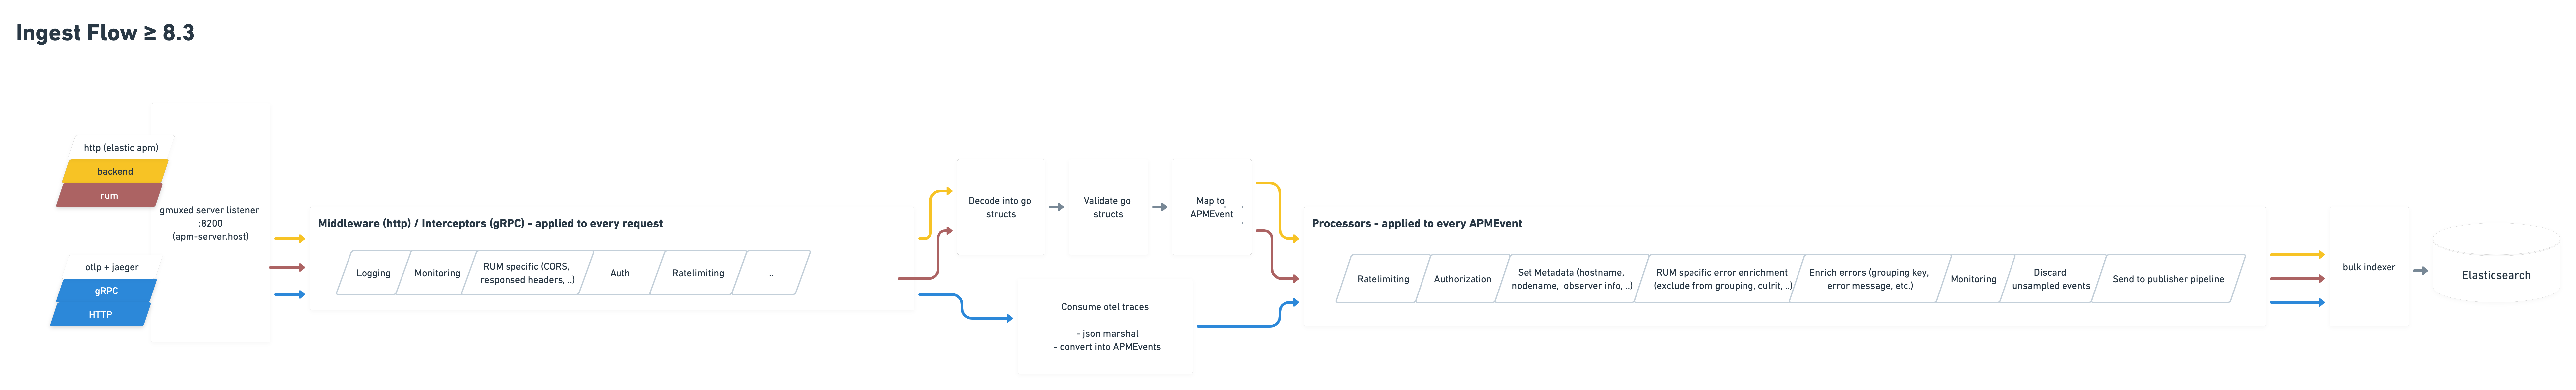 Ingest Flow ≥ 8.3
http (elastic apm)
backend
rum
otlp + jaeger
gRPC
HTTP
gmuxed server listener
:8200
(apm-server.host)
Middleware (http) / Interceptors (gRPC) - applied to every request
Logging
Monitoring
RUM specific (CORS,
responsed headers, ..)
Auth
Ratelimiting
..
Decode into go
structs
Validate go
structs
Map to
APMEvent
Consume otel traces
- json marshal
- convert into APMEvents
Processors - applied to every APMEvent
Ratelimiting
Authorization
Set Metadata (hostname,
nodename, observer info, ..)
RUM specific error enrichment
(exclude from grouping, culrit, ..)
Enrich errors (grouping key,
error message, etc.)
Monitoring
Discard
unsampled events
Send to publisher pipeline
bulk indexer
Elasticsearch